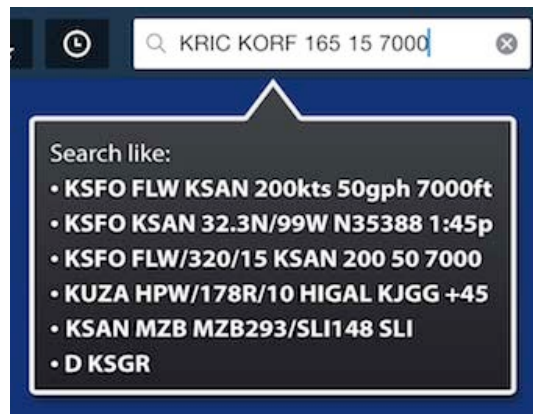 KRIC KORF 165 15 7000
Search like:
• KSFO FLW KSAN 200kts 50gph 7000ft
• KSFO KSAN 32.3N/99W N35388 1:45p
• KSFO FLW/320/15 KSAN 200 50 7000
• KUZA HPW/178R/10 HIGAL KJGG +45
• KSAN MZB MZB293/SLI148 SLI
• D KSGR